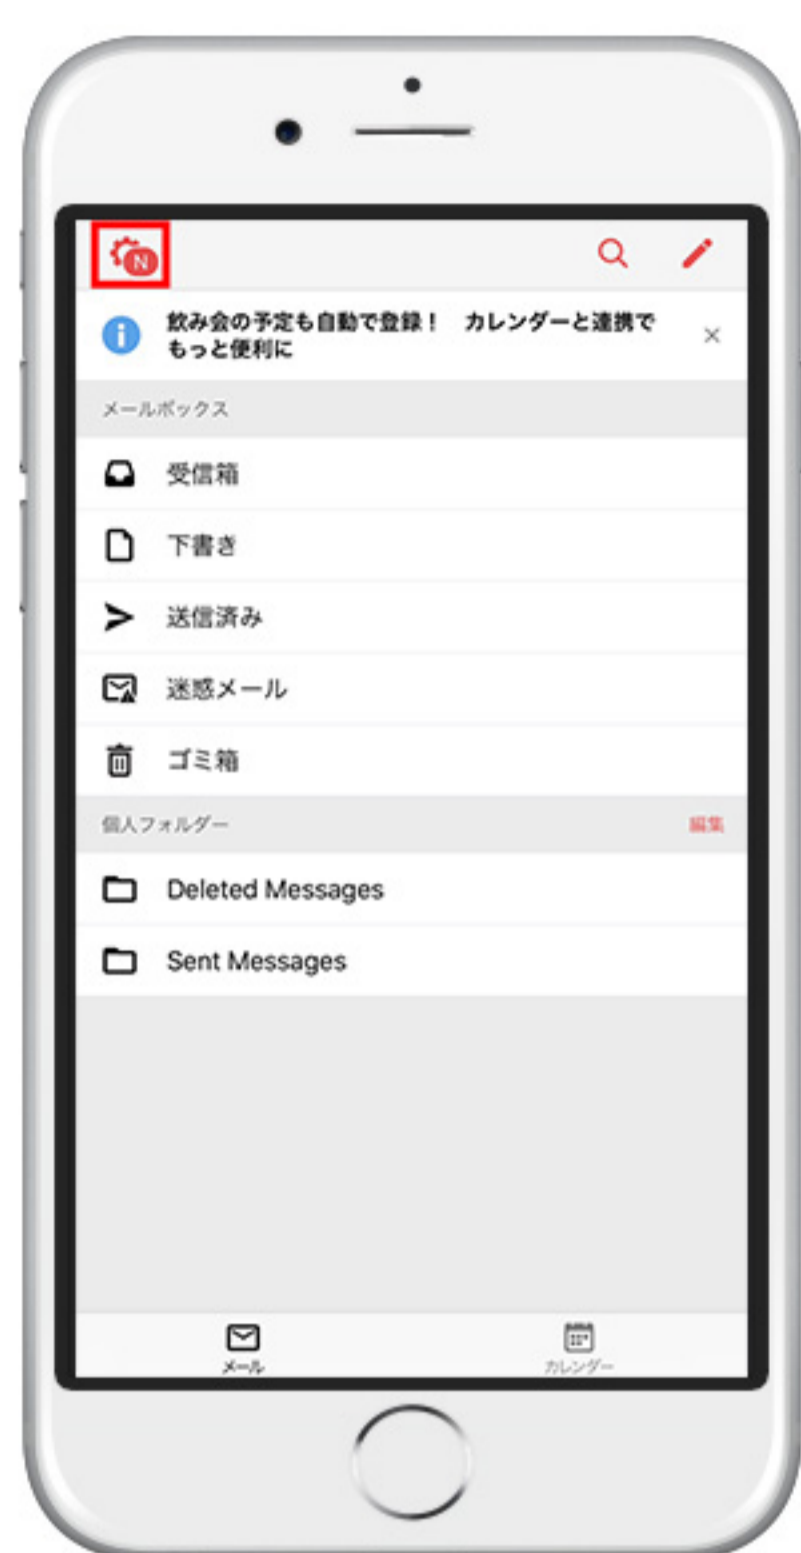 N
飲み会の予定も自動で登録！　カレンダーと連携で
もっと便利に
×
メールボックス
受信箱
下書き
送信済み
迷惑メール
ゴミ箱
個人フォルダー 編集
Deleted Messages
Sent Messages
メール カレンダー